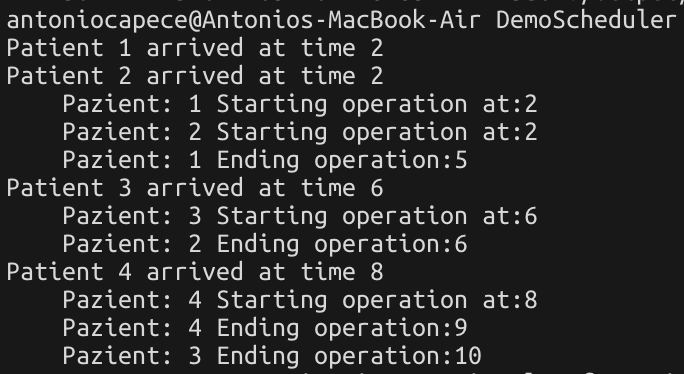 antoniocapece@Antonios-MacBook-Air DemoScheduler
Patient 1 arrived at time 2
Patient 2 arrived at time 2
Pazient: 1 Starting operation at:2
Pazient: 2 Starting operation at:2
Pazient: 1 Ending operation:5
Patient 3 arrived at time 6
Pazient: 3 Starting operation at:6
Pazient: 2 Ending operation:6
Patient 4 arrived at time 8
Pazient: 4 Starting operation at:8
Pazient: 4 Ending operation:9
Pazient: 3 Ending operation:10